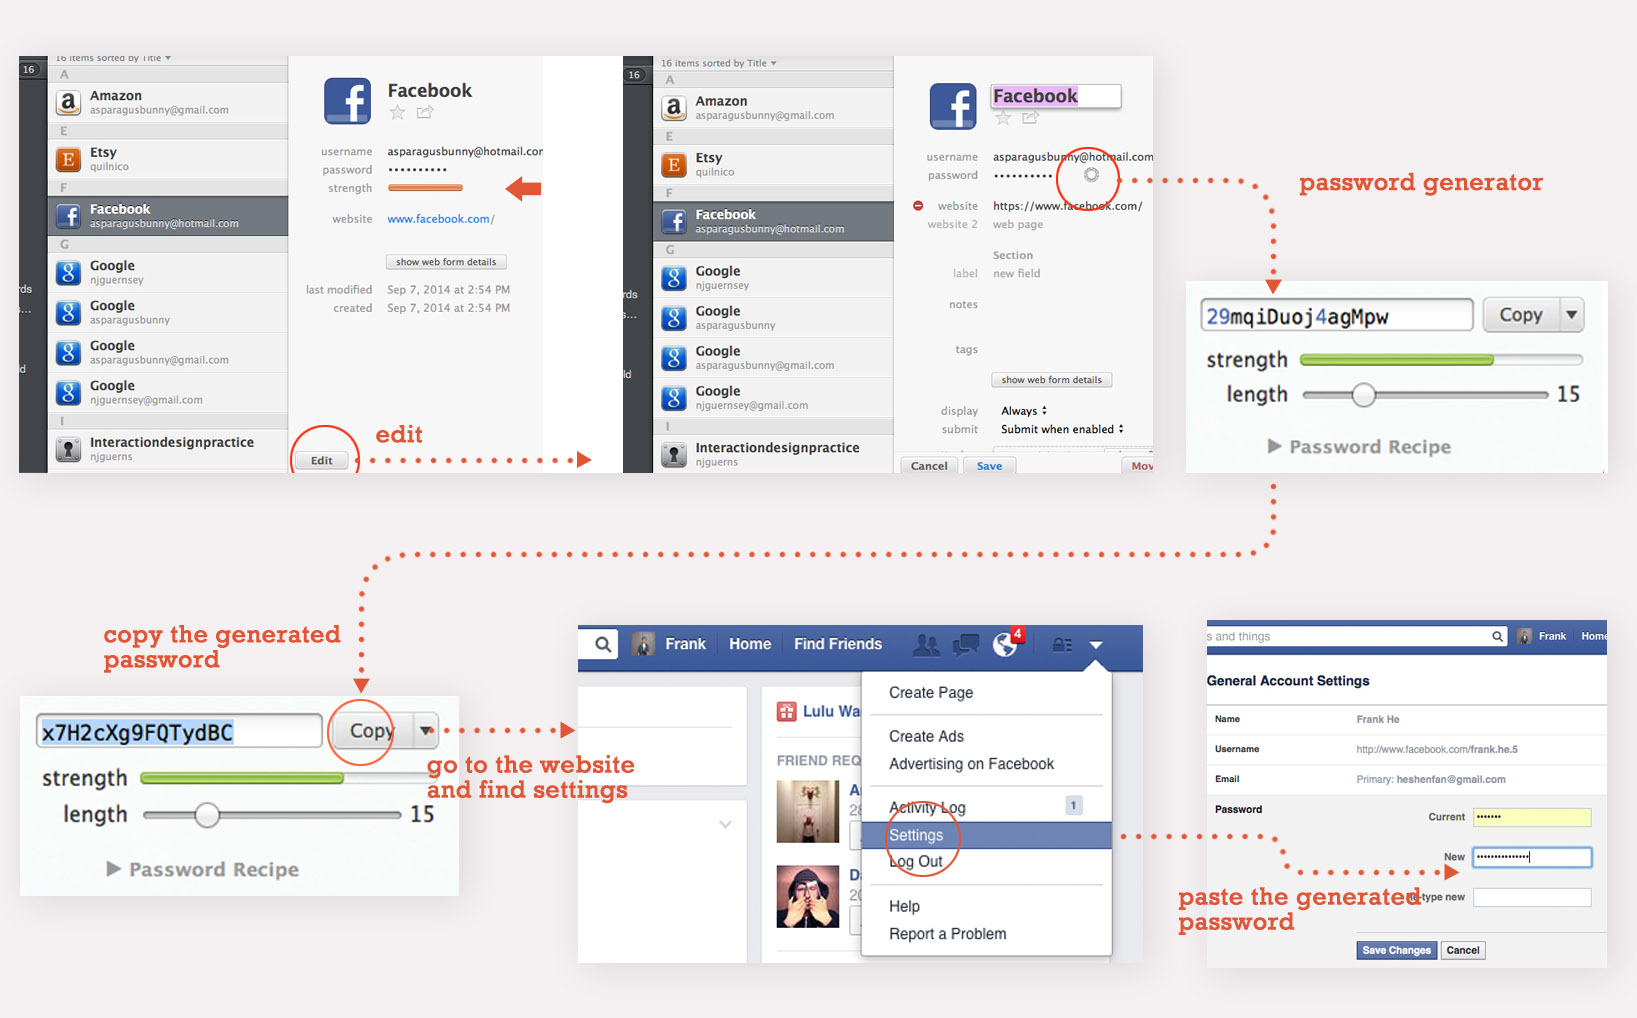 16 items sorted by Title
16
A
Amazon
asparagusbunny@gmail.com
E
Etsy
quilnico
F
Facebook
asparagusbunny@hotmail.com
G
Google
njguernsey
Google
asparagusbunny
Google
asparagusbunny@gmail.com
Google
njguernsey@gmail.com
I
Interactiondesignpractice
njguerns
rds
s...
d
Facebook
username asparagusbunny@hotmail.com
password ••••••••••
strength
website www.facebook.com/
show web form details
last modified Sep 7, 2014 at 2:54 PM
created Sep 7, 2014 at 2:54 PM
Edit
edit
16 items sorted by Title
16
A
Amazon
asparagusbunny@gmail.com
E
Etsy
quilnico
F
Facebook
asparagusbunny@hotmail.com
G
Google
njguernsey
Google
asparagusbunny
Google
asparagusbunny@gmail.com
Google
njguernsey@gmail.com
I
Interactiondesignpractice
njguerns
rds
s...
ld
Facebook
username asparagusbunny@hotmail.com
password ••••••••••
website https://www.facebook.com/
website 2 web page
Section
label new field
notes
tags
show web form details
display Always
submit Submit when enabled
Cancel Save Mov
password generator
29mqiDuoj4agMpw Copy
strength
length 15
Password Recipe
copy the generated
password
x7H2cXg9FQTydBC Copy
strength
length 15
Password Recipe
go to the website
and find settings
Frank Home Find Friends 4
Lulu Wa
FRIEND REQ
A
28
D
20
Create Page
Create Ads
Advertising on Facebook
Activity Log 1
Settings
Log Out
Help
Report a Problem
s and things Frank Home
General Account Settings
Name Frank He
Username http://www.facebook.com/frank.he.5
Email Primary: heshenfan@gmail.com
Password
Current •••••••
New •••••••••••••••
e-type new
Save Changes Cancel
paste the generated
password